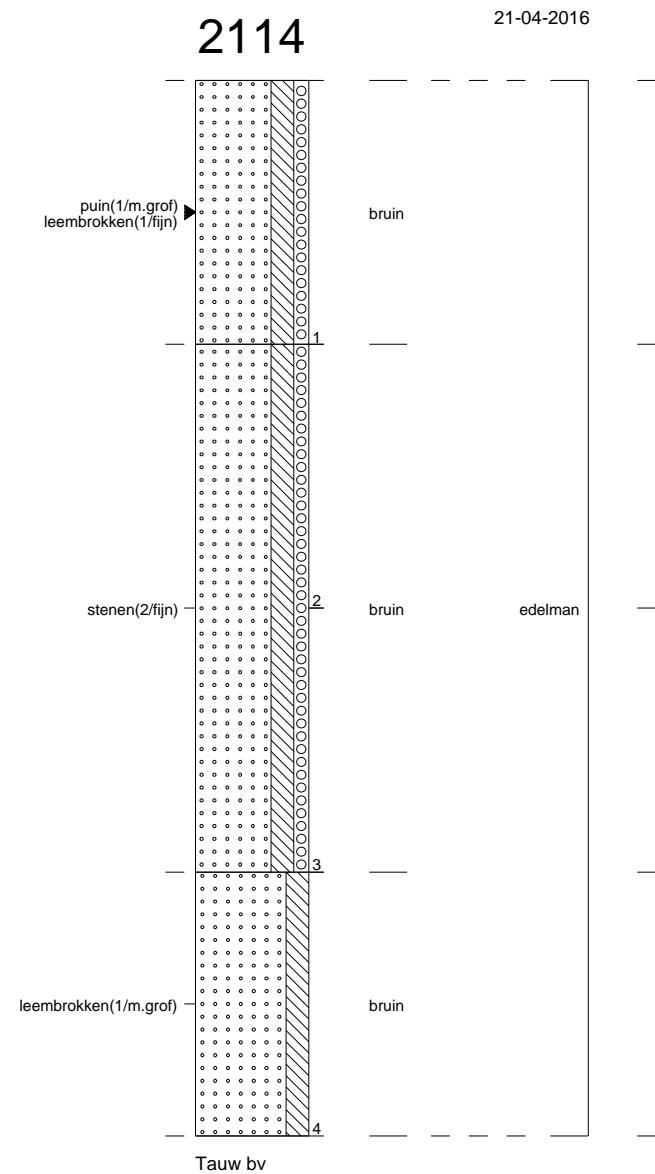 2114
21-04-2016
puin(1/m.grof)
leembrokken(1/fijn)
bruin
1
stenen(2/fijn)
2
bruin
edelman
3
leembrokken(1/m.grof)
bruin
4
Tauw bv